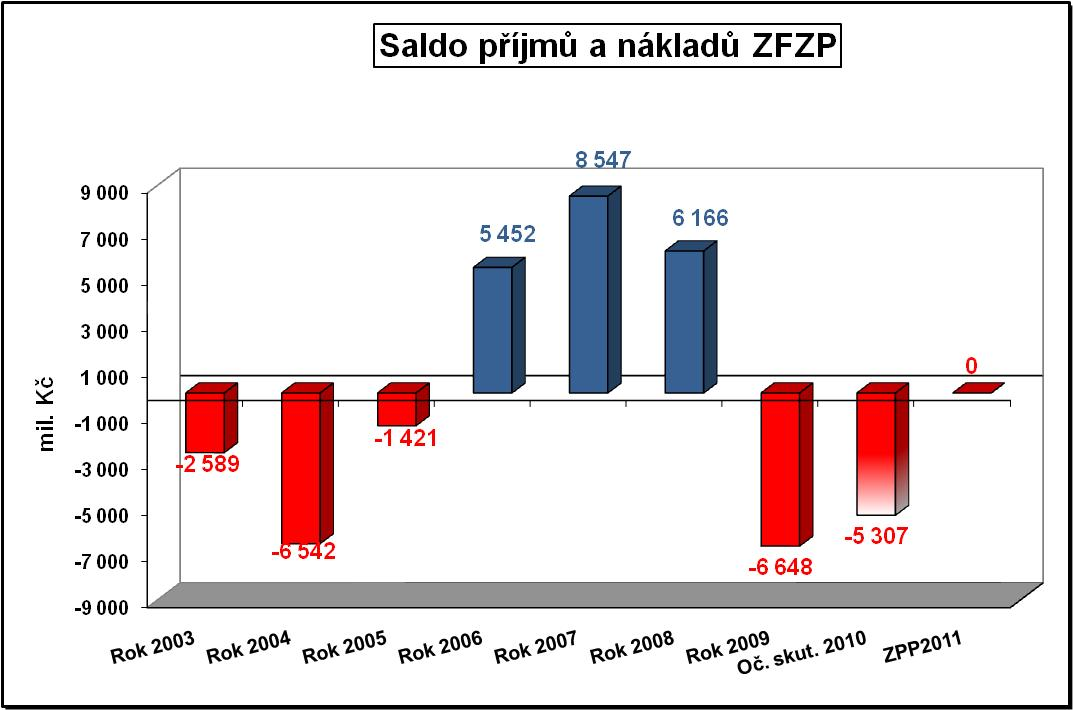 Saldo příjmů a nákladů ZFZP
8 547
9 000
6 166
5 452
7 000
5 000
3 000
1 000
0
mil. Kč
-1 000
-1 421
-2 589
-3 000
-5 000
-5 307
-6 542
-7 000
-6 648
-9 000
Rok 2003
Rok 2004
Rok 2005
Rok 2006
Rok 2007
Rok 2008
Rok 2009
Oč. skut. 2010
ZPP2011